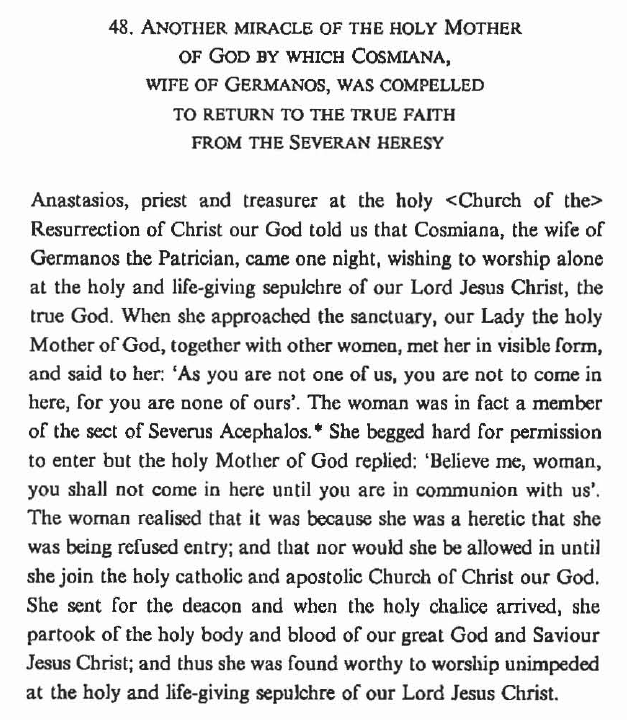 48. ANOTHER MIRACLE OF THE HOLY MOTHER
OF GOD BY WHICH COSMIANA,
WIFE OF GERMANOS, WAS COMPELLED
TO RETURN TO THE TRUE FAITH
FROM THE SEVERAN HERESY
Anastasios, priest and treasurer at the holy <Church of the>
Resurrection of Christ our God told us that Cosmiana, the wife of
Germanos the Patrician, came one night, wishing to worship alone
at the holy and life-giving sepulchre of our Lord Jesus Christ, the
true God. When she approached the sanctuary, our Lady the holy
Mother of God, together with other women, met her in visible form,
and said to her: ‘As you are not one of us, you are not to come in
here, for you are none of ours’. The woman was in fact a member
of the sect of Severus Acephalos.* She begged hard for permission
to enter but the holy Mother of God replied: ‘Believe me, woman,
you shall not come in here until you are in communion with us’.
The woman realised that it was because she was a heretic that she
was being refused entry; and that nor would she be allowed in until
she join the holy catholic and apostolic Church of Christ our God.
She sent for the deacon and when the holy chalice arrived, she
partook of the holy body and blood of our great God and Saviour
Jesus Christ; and thus she was found worthy to worship unimpeded
at the holy and life-giving sepulchre of our Lord Jesus Christ.